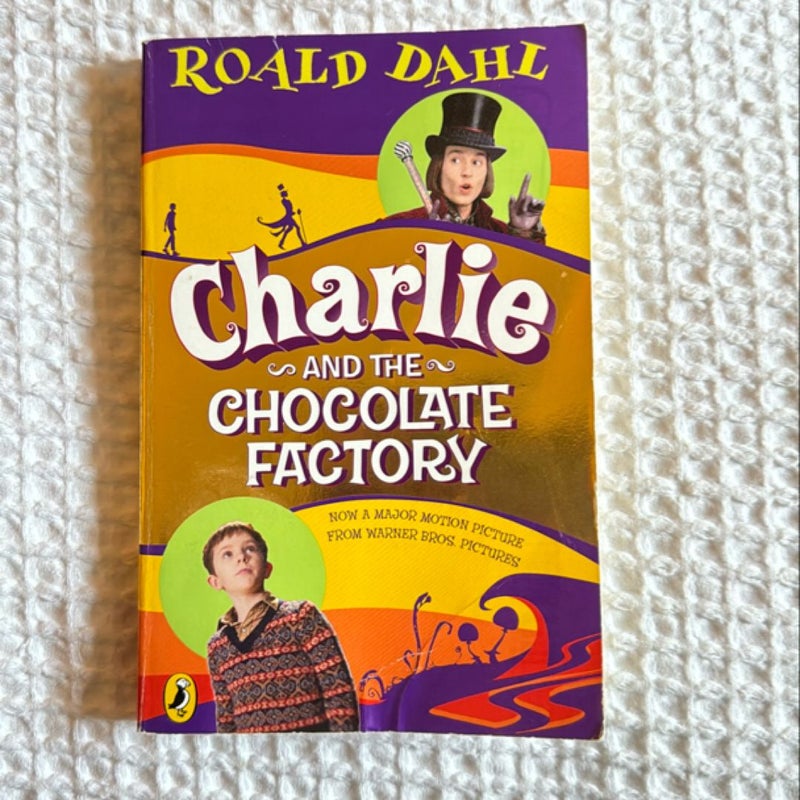 ROALD DAHL
Charlie
AND THE
CHOCOLATE
FACTORY
NOW A MAJOR MOTION PICTURE
FROM WARNER BROS. PICTURES